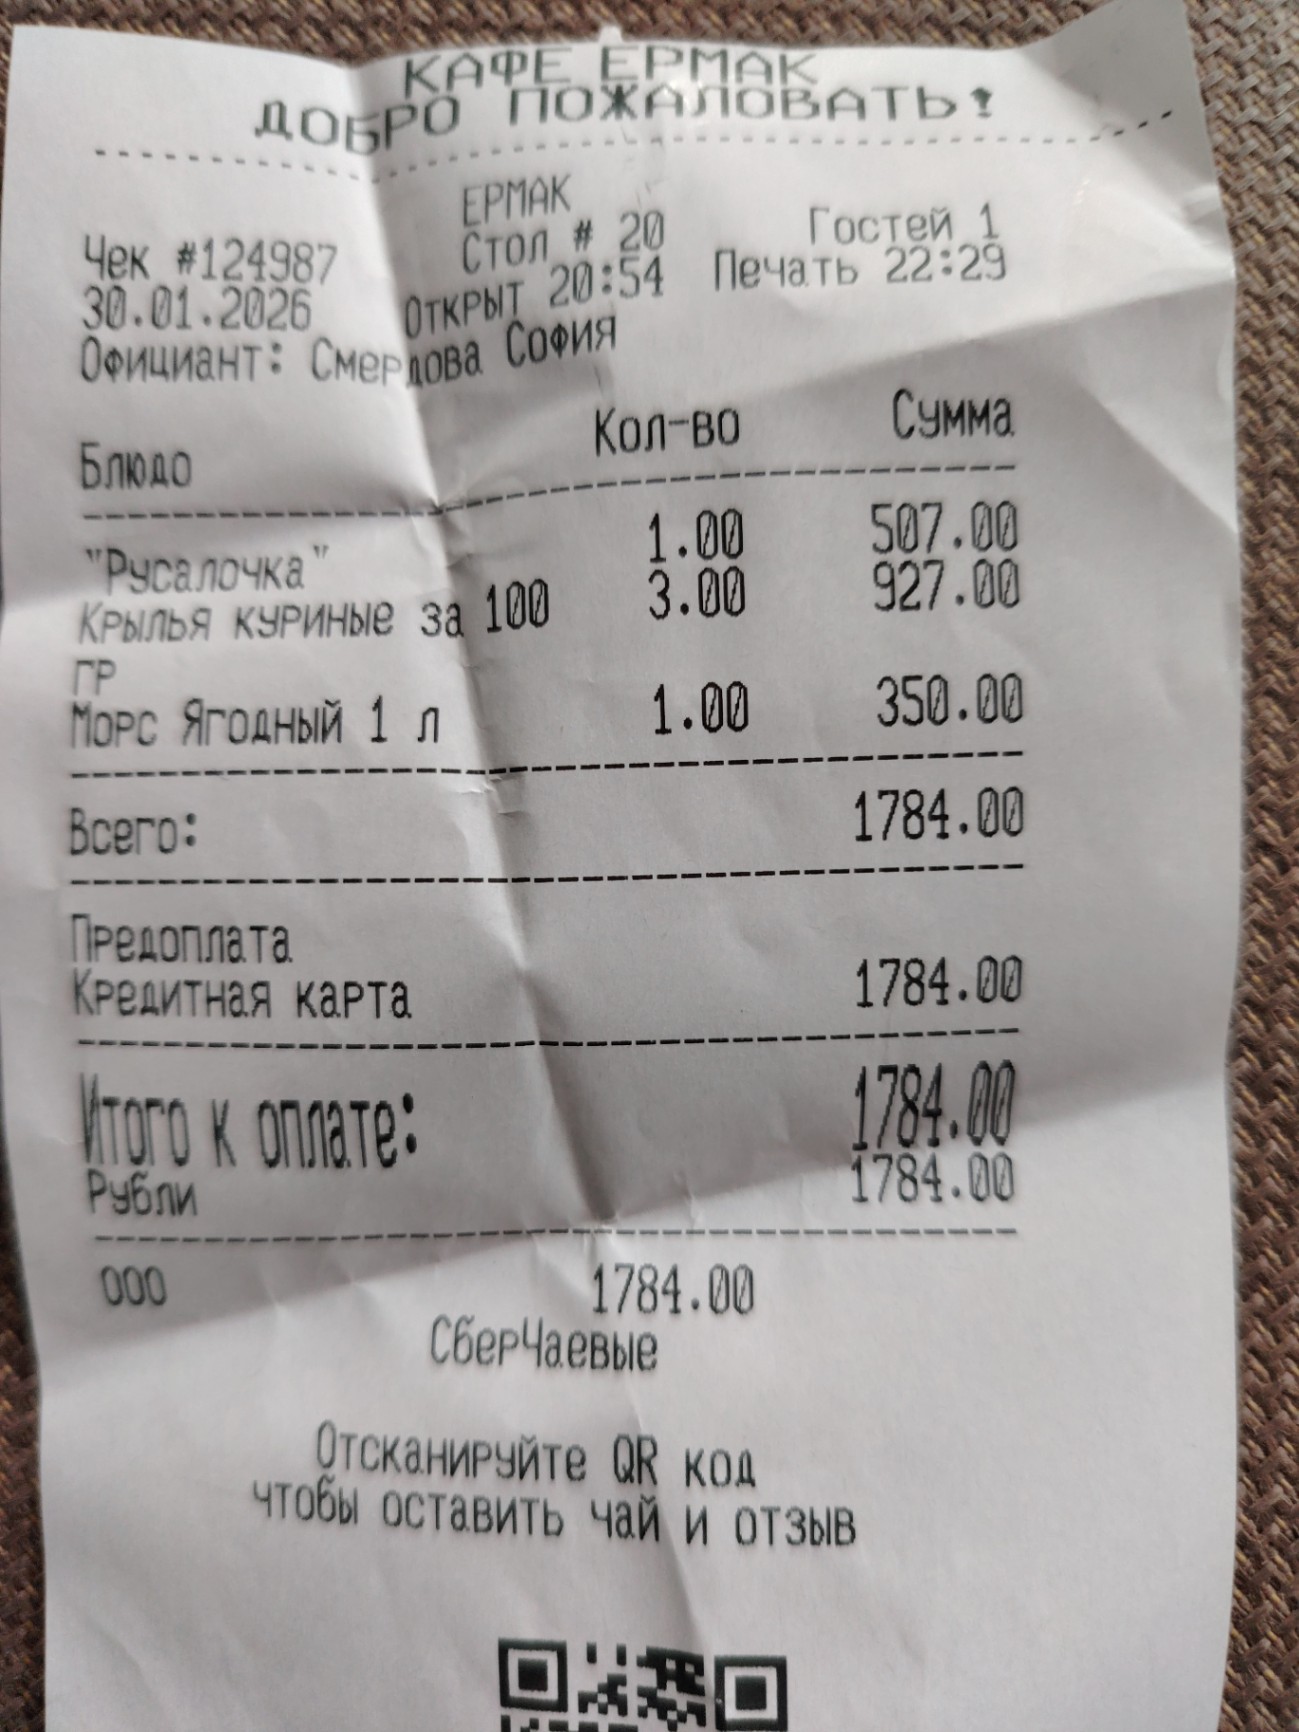 КАФЕ ЕРМАК
ДОБРО ПОЖАЛОВАТЬ!
ЕРМАК
Чек #124987 Стол # 20 Гостей 1
30.01.2026 Открыт 20:54 Печать 22:29
Официант: Смердова София
Блюдо Кол-во Сумма
"Русалочка" 1.00 507.00
Крылья куриные за 100 3.00 927.00
гр
Морс Ягодный 1 л 1.00 350.00
Всего: 1784.00
Предоплата
Кредитная карта 1784.00
Итого к оплате: 1784.00
Рубли 1784.00
ООО 1784.00
СберЧаевые
Отсканируйте QR код
чтобы оставить чай и отзыв